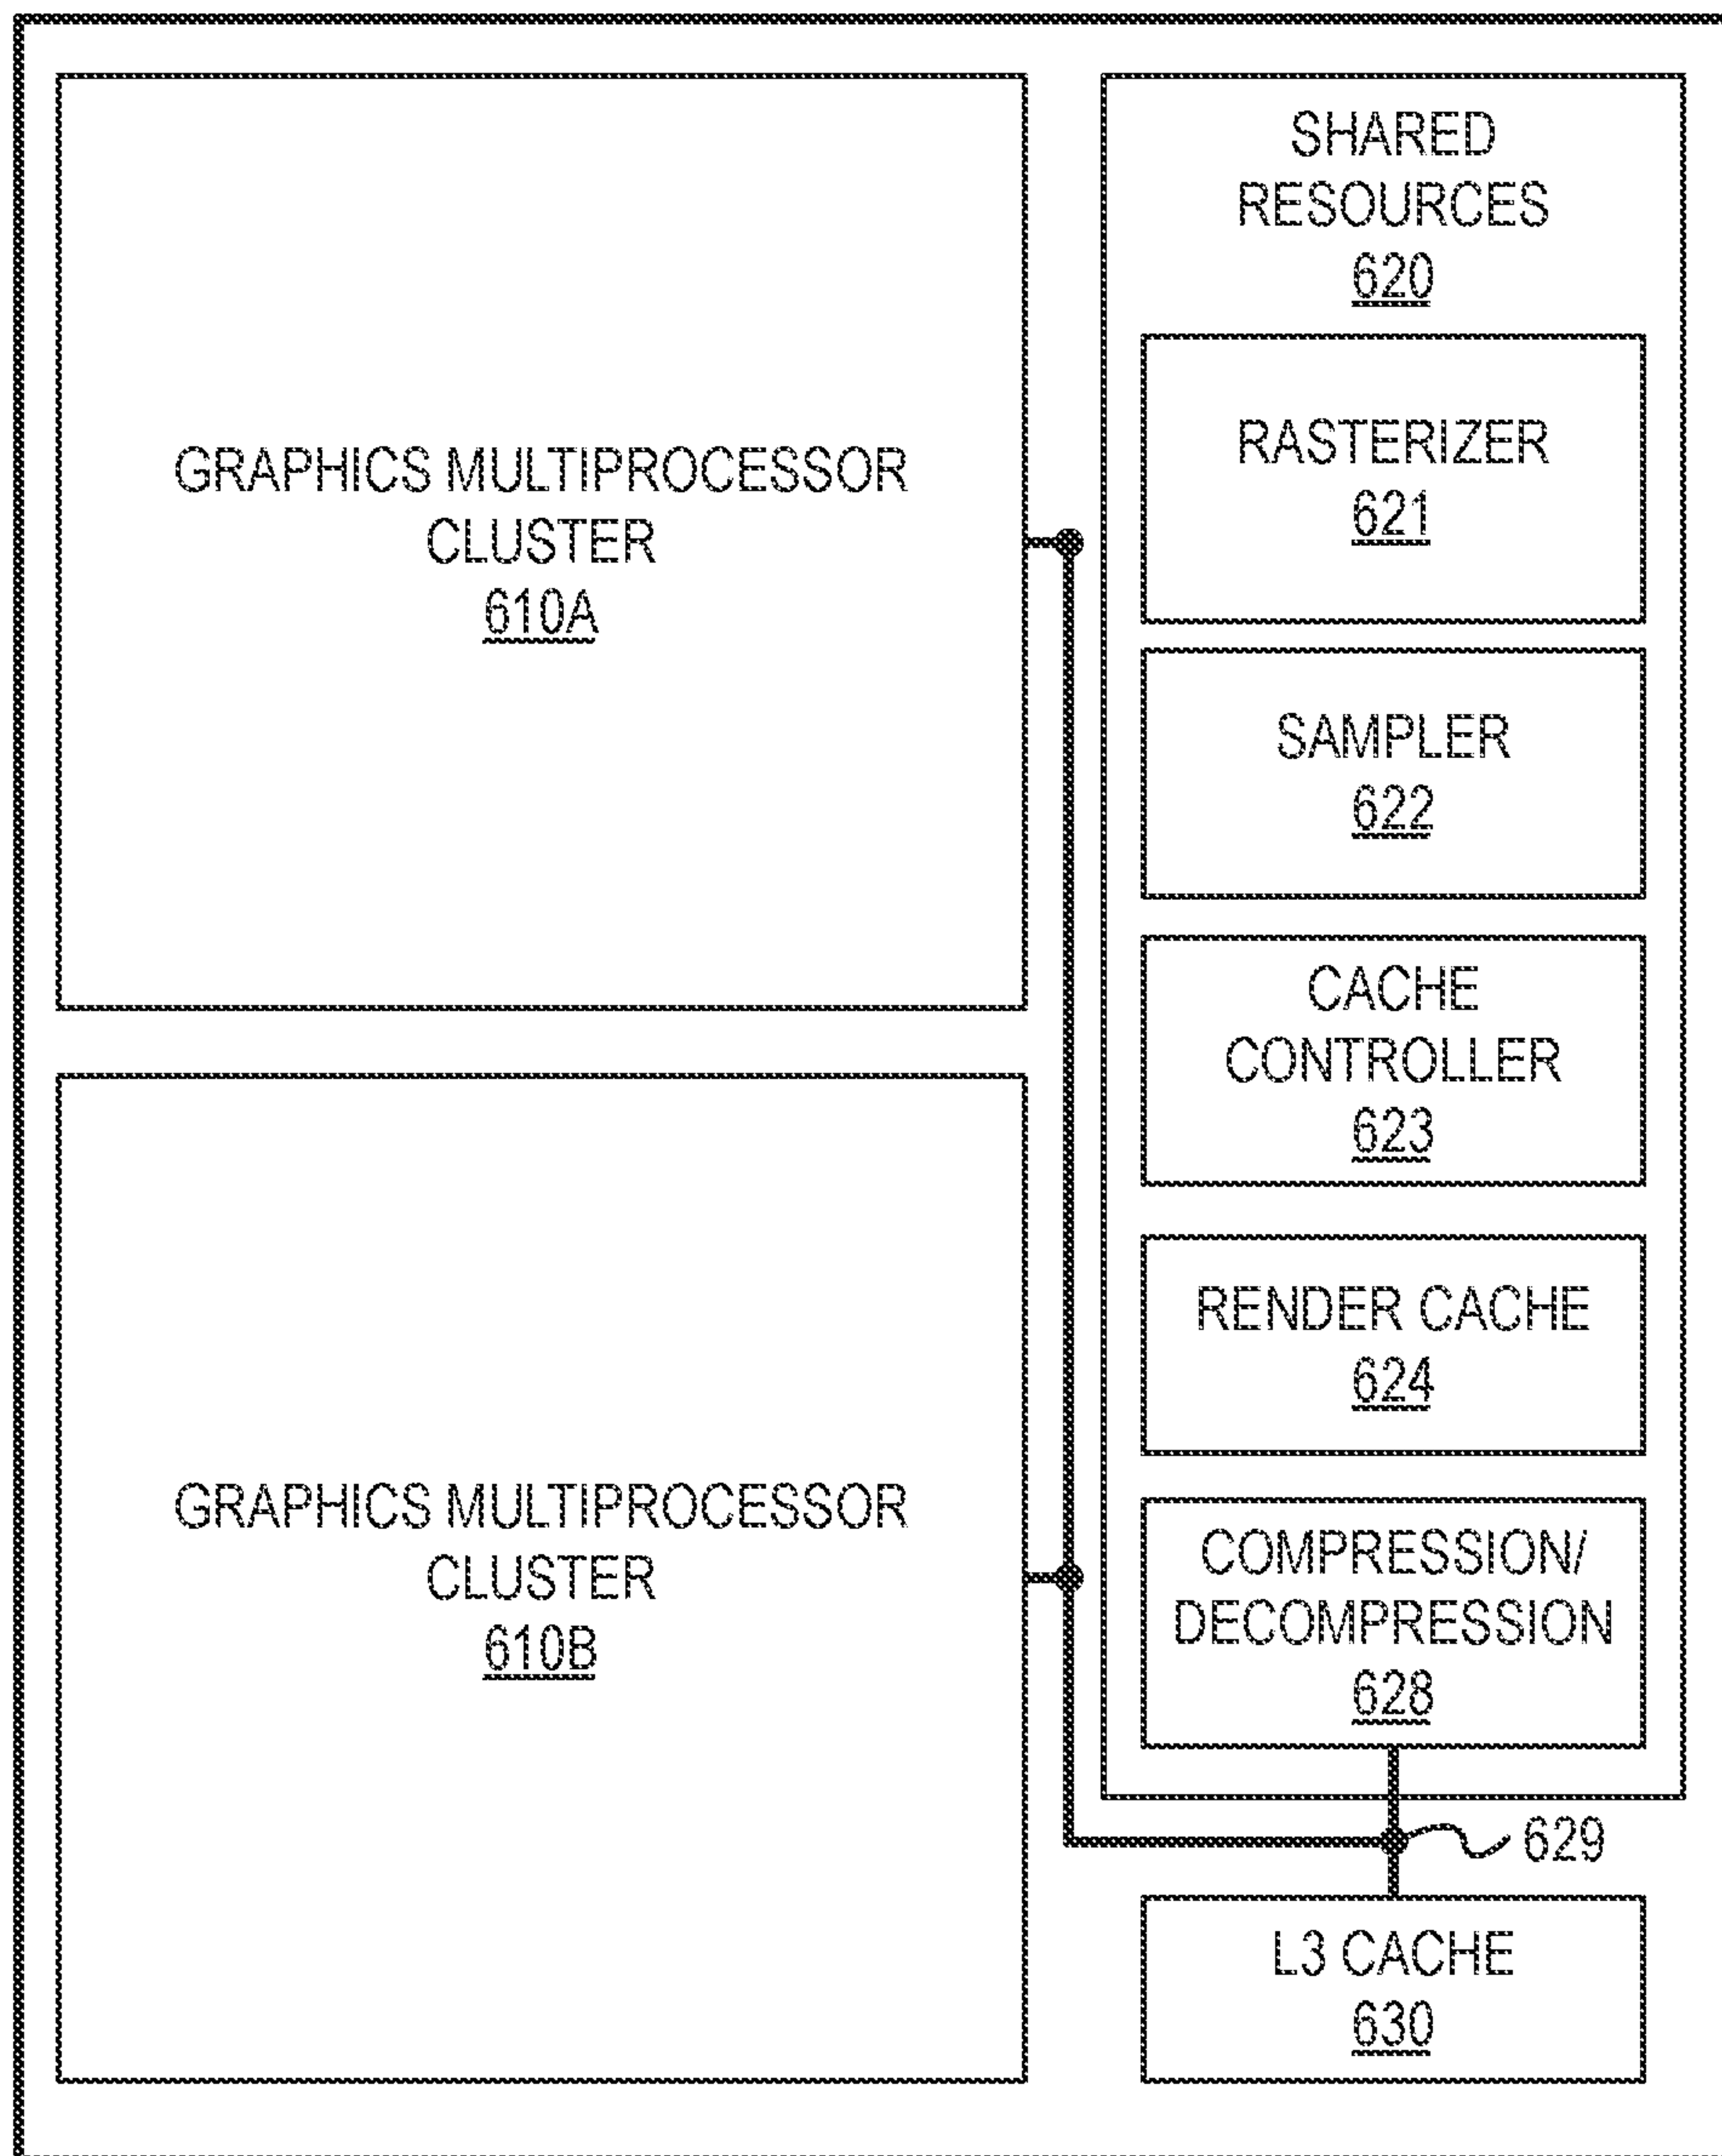 GRAPHICS MULTIPROCESSOR
CLUSTER
610A
GRAPHICS MULTIPROCESSOR
CLUSTER
610B
SHARED
RESOURCES
620
RASTERIZER
621
SAMPLER
622
CACHE
CONTROLLER
623
RENDER CACHE
624
COMPRESSION/
DECOMPRESSION
628
629
L3 CACHE
630